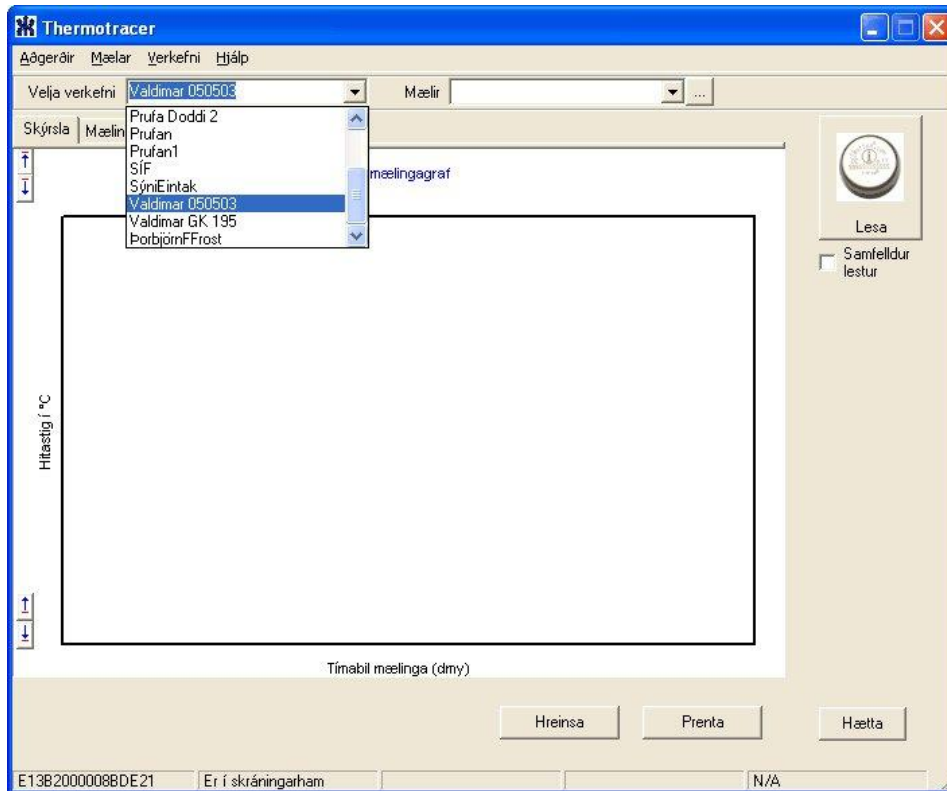 Thermotracer
Aðgerðir Mælar Verkefni Hjálp
Velja verkefni Valdimar 050503 Mælir ...
Skýrsla Mælin
Prufa Doddi 2
Prufan
Prufan1
SÍF
SýniEintak
Valdimar 050503
Valdimar GK 195
ÞorbjörnFFrost
mælingagraf
Lesa
Samfelldur
lestur
Hitastig í °C
Tímabil mælinga (dmy)
Hreinsa Prenta Hætta
E13B2000008BDE21 Er í skráningarham N/A